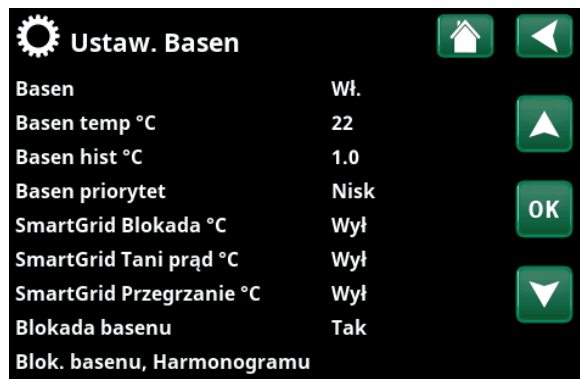 Ustaw. Basen
Basen Wł.
Basen temp °C 22
Basen hist °C 1.0
Basen priorytet Nisk
OK
SmartGrid Blokada °C Wył
SmartGrid Tani prąd °C Wył
SmartGrid Przegrzanie °C Wył
Blokada basenu Tak
Blok. basenu, Harmonogramu